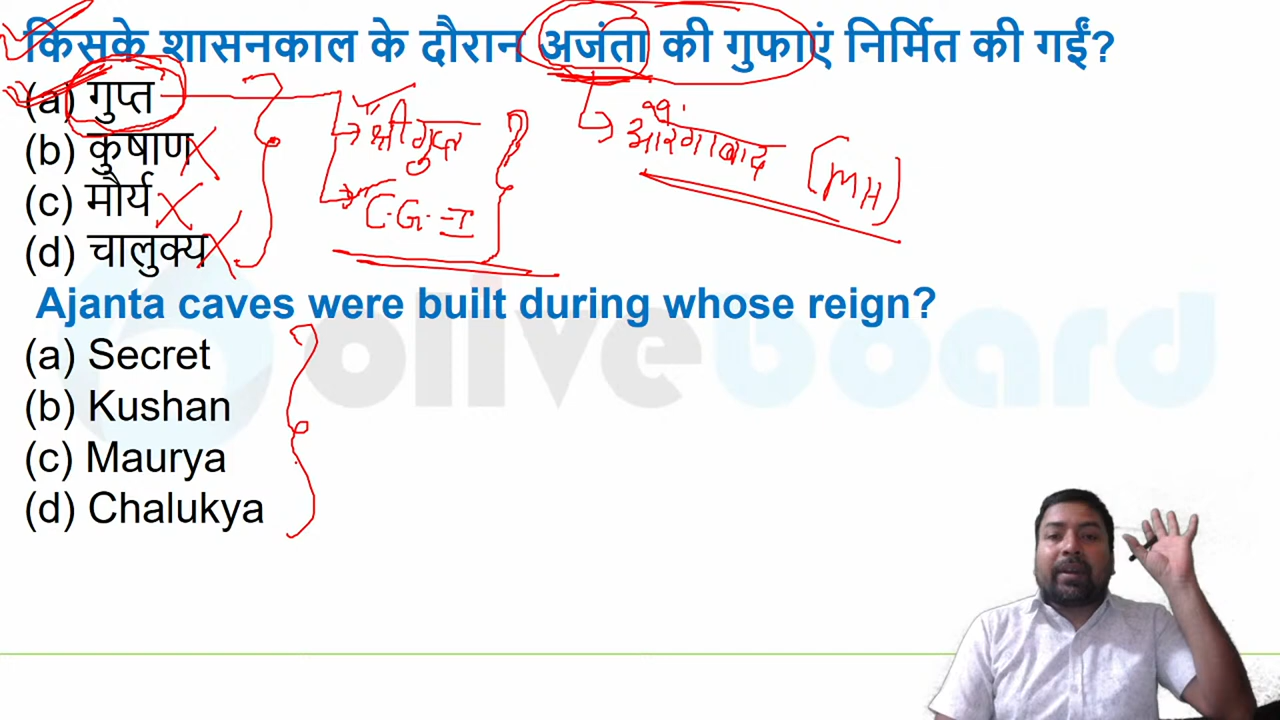 किसके शासनकाल के दौरान अजंता की गुफाएं निर्मित की गईं?
(a) गुप्त
(b) कुषाण
(c) मौर्य
(d) चालुक्य
श्री गुप्त
C.G.-I
औरंगाबाद (MH)
Ajanta caves were built during whose reign?
(a) Secret
(b) Kushan
(c) Maurya
(d) Chalukya
oliveboard